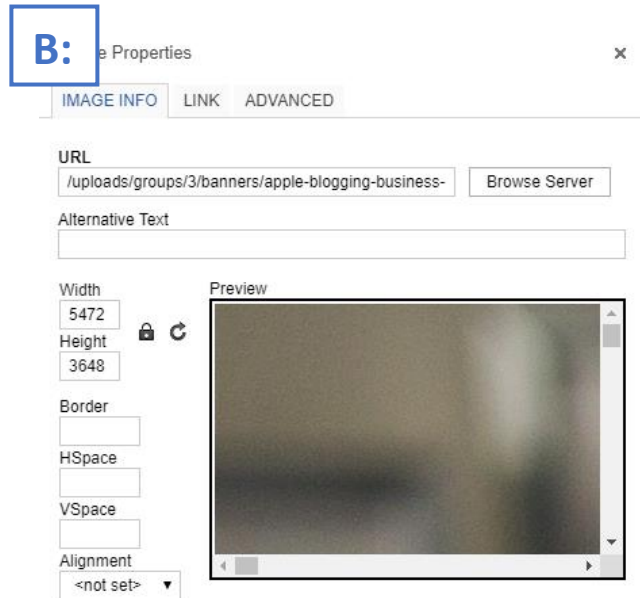 B:
e Properties
IMAGE INFO LINK ADVANCED
URL
/uploads/groups/3/banners/apple-blogging-business- Browse Server
Alternative Text
Width Preview
5472
Height
3648
Border
HSpace
VSpace
Alignment
<not set>